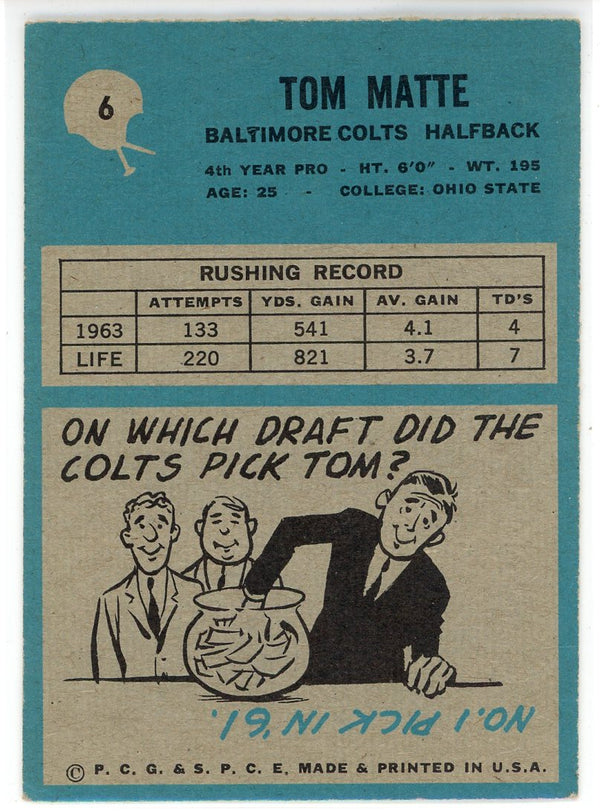 6
TOM MATTE
BALTIMORE COLTS HALFBACK
4th YEAR PRO - HT. 6'0" - WT. 195
AGE: 25 - COLLEGE: OHIO STATE
RUSHING RECORD
ATTEMPTS YDS. GAIN AV. GAIN TD'S
1963 133 541 4.1 4
LIFE 220 821 3.7 7
ON WHICH DRAFT DID THE
COLTS PICK TOM?
NO. 1 PICK IN '61.
© P. C. G. & S. P. C. E. MADE & PRINTED IN U.S.A.